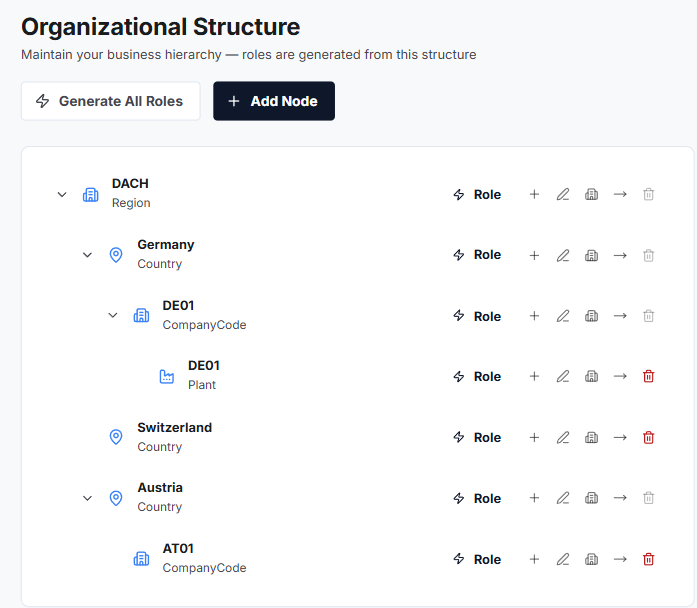 Organizational Structure
Maintain your business hierarchy — roles are generated from this structure
Generate All Roles
Add Node
DACH
Region
Role
Germany
Country
Role
DE01
CompanyCode
Role
DE01
Plant
Role
Switzerland
Country
Role
Austria
Country
Role
AT01
CompanyCode
Role